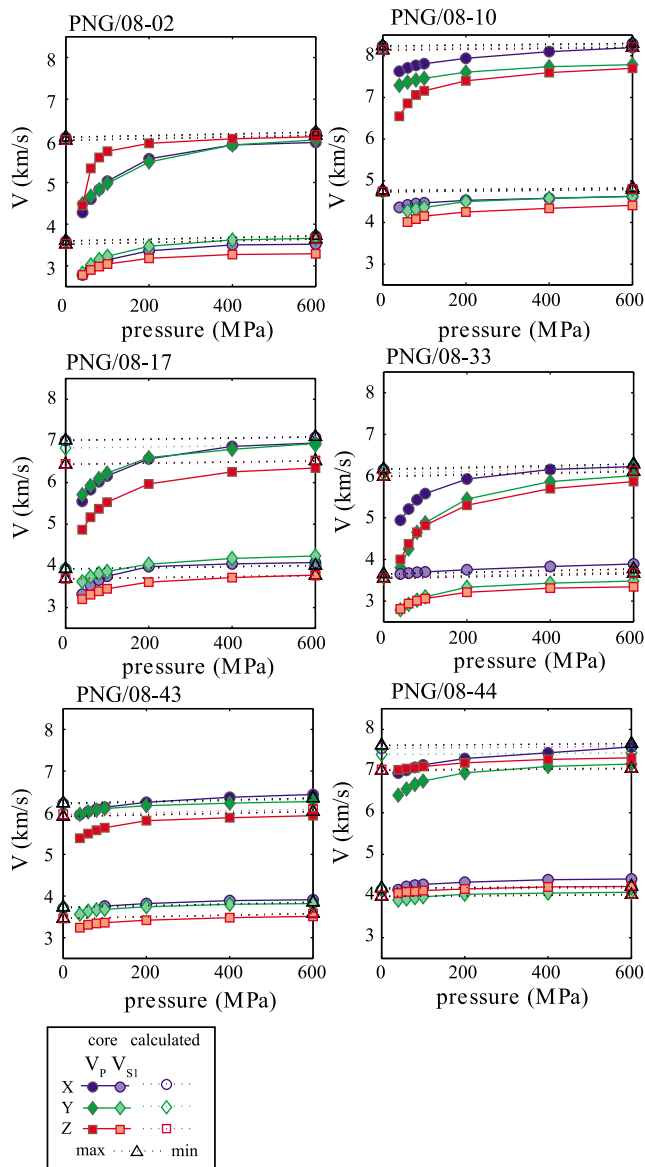 PNG/08-02
PNG/08-10
8
7
6
5
4
3
V (km/s)
0 200 400 600
pressure (MPa)
8
7
6
5
4
3
V (km/s)
0 200 400 600
pressure (MPa)
PNG/08-17
PNG/08-33
8
7
6
5
4
3
V (km/s)
0 200 400 600
pressure (MPa)
8
7
6
5
4
3
V (km/s)
0 200 400 600
pressure (MPa)
PNG/08-43
PNG/08-44
8
7
6
5
4
3
V (km/s)
0 200 400 600
pressure (MPa)
8
7
6
5
4
3
V (km/s)
0 200 400 600
pressure (MPa)
core calculated
VP VS1
X
Y
Z
max min